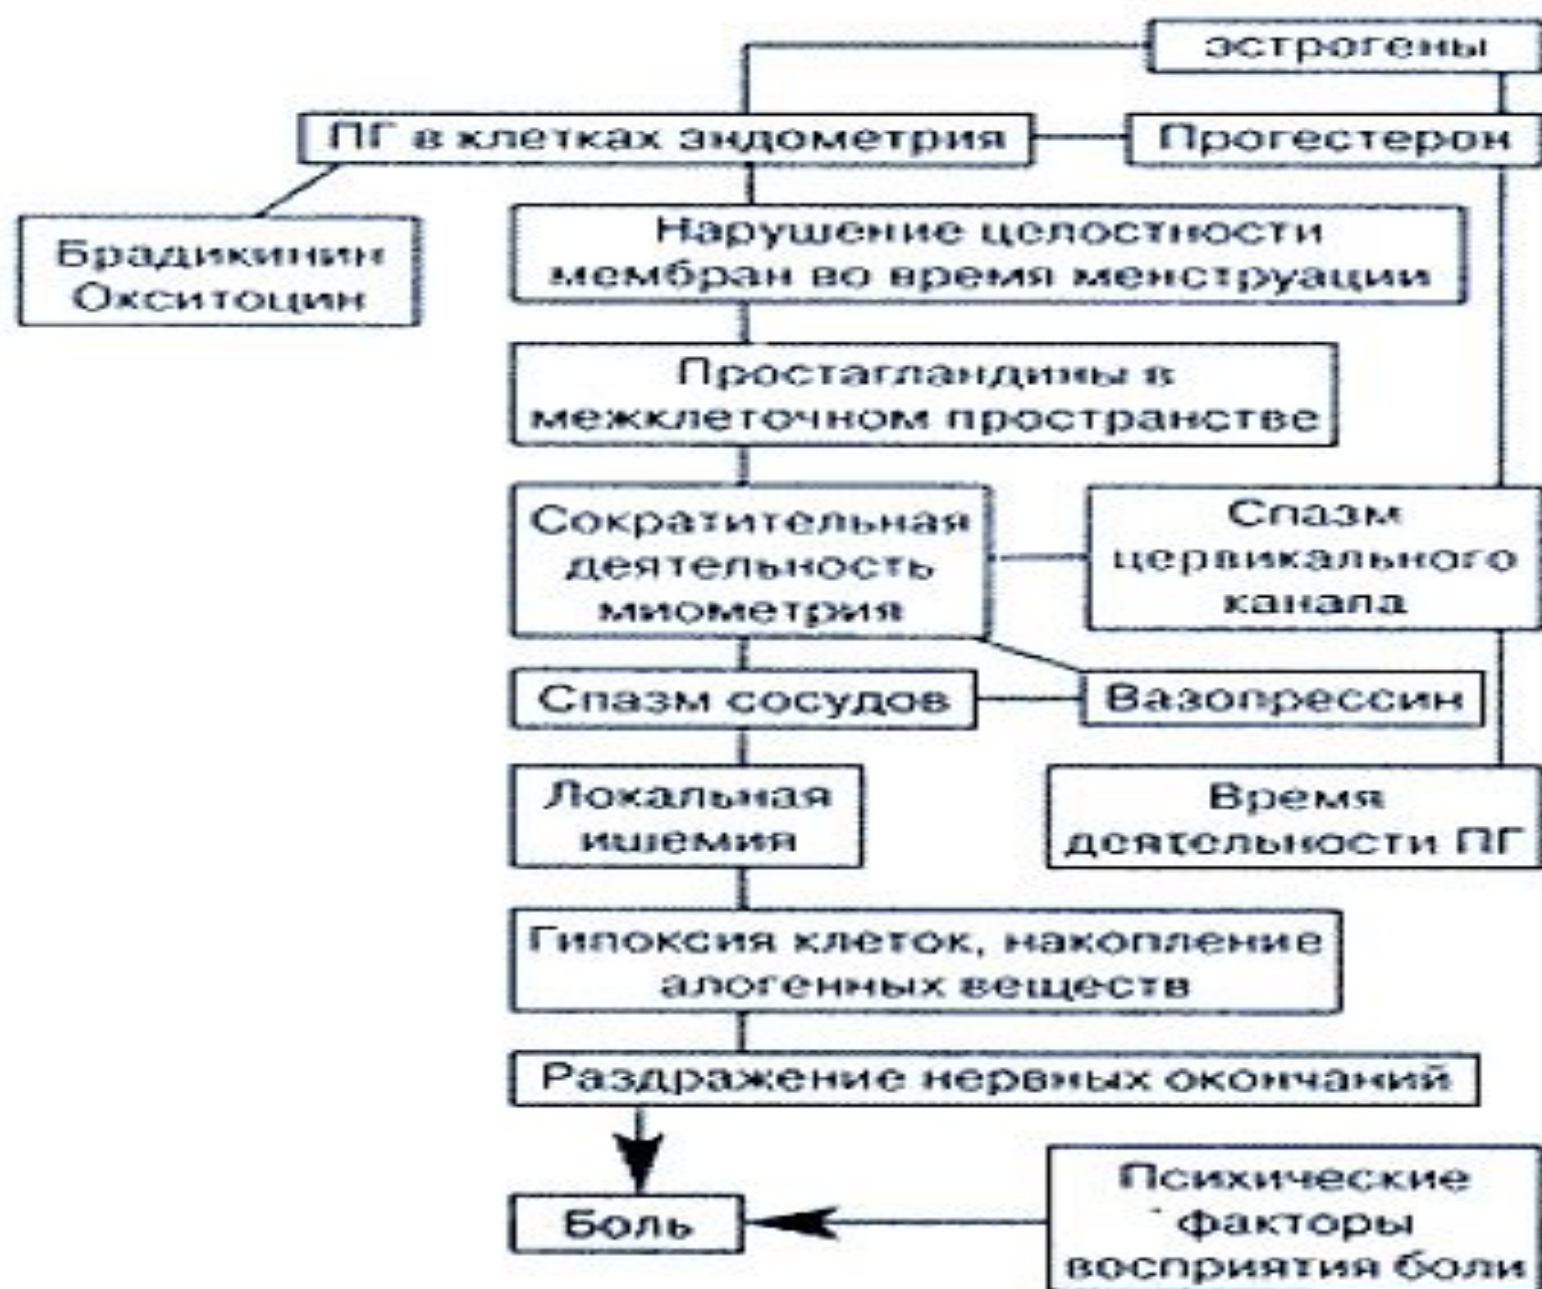 эстрогены
ПГ в клетках эндометрия
Прогестерон
Брадикинин
Окситоцин
Нарушение целостности
мембран во время менструации
Простагландины в
межклеточном пространстве
Сократительная
деятельность
миометрия
Спазм
цервикального
канала
Спазм сосудов
Вазопрессин
Локальная
ишемия
Время
деятельности ПГ
Гипоксия клеток, накопление
алогенных веществ
Раздражение нервных окончаний
Боль
Психические
факторы
восприятия боли